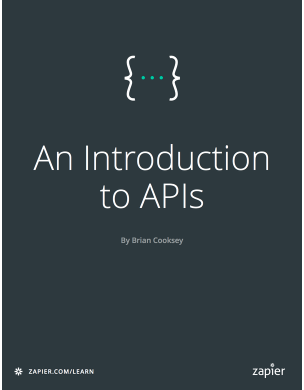 {...}
An Introduction
to APIs
By Brian Cooksey
ZAPIER.COM/LEARN
zapier